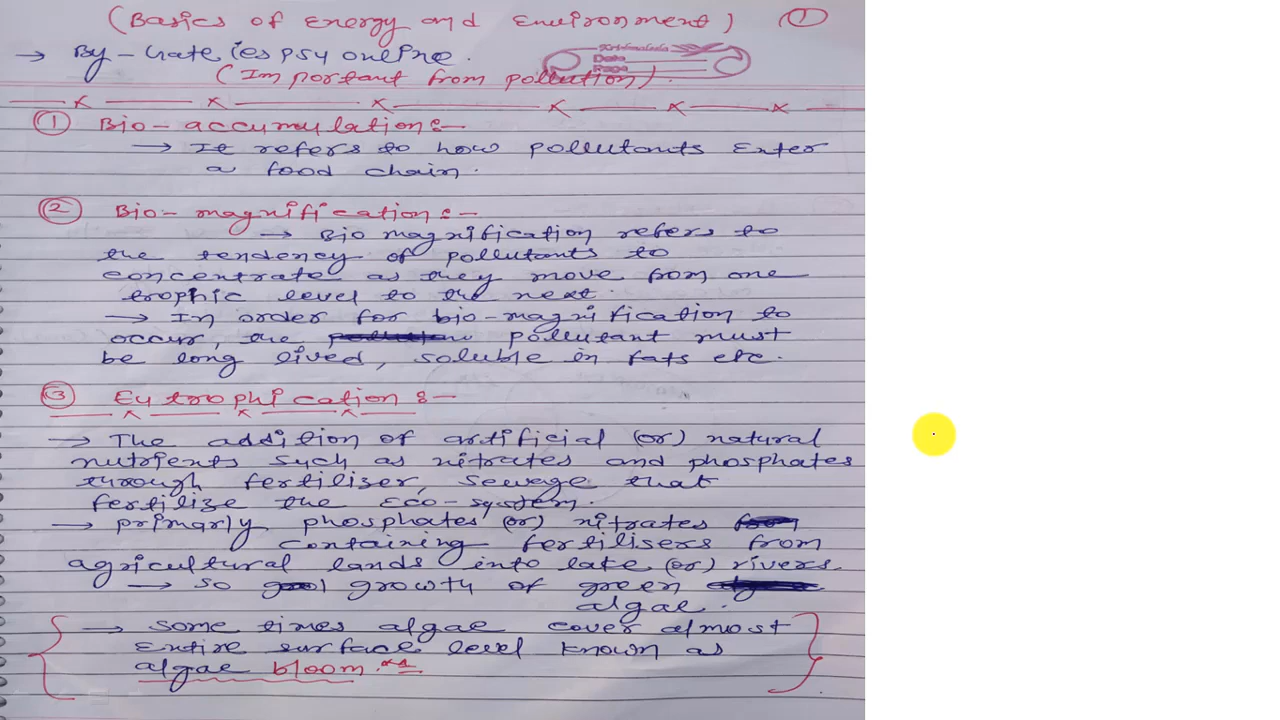 (Basics of Energy and Environment) 1
→ By - Gate ies psy online.
Krishnaleela
Date
Page
(Important from pollution).
① Bio-accumulation :-
→ It refers to how pollutants Enter
a food chain.
② Bio-magnification :-
→ Bio magnification refers to
the tendency of pollutants to
concentrate as they move from one
trophic level to the next.
→ In order for bio-magnification to
occur, the pollutant must
be long lived, soluble in fats etc.
③ Eutrophication :-
→ The addition of artificial (or) natural
nutrients such as nitrates and phosphates
through fertiliser, sewage that
fertilize the Eco-system.
→ primarly phosphates (or) nitrates
containing fertilisers from
agricultural lands into late (or) rivers.
→ so growth of green
algae.
→ some times algae cover almost
entire surface level known as
algae bloom.**